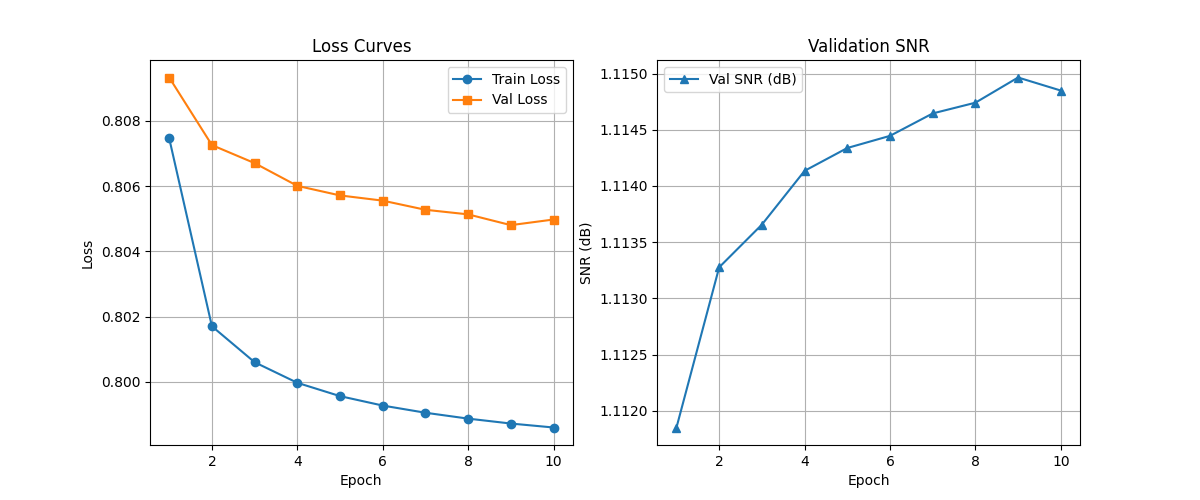 Loss Curves
Train Loss
Val Loss
0.808
0.806
0.804
0.802
0.800
Loss
2 4 6 8 10
Epoch
Validation SNR
Val SNR (dB)
1.1150
1.1145
1.1140
1.1135
1.1130
1.1125
1.1120
SNR (dB)
2 4 6 8 10
Epoch